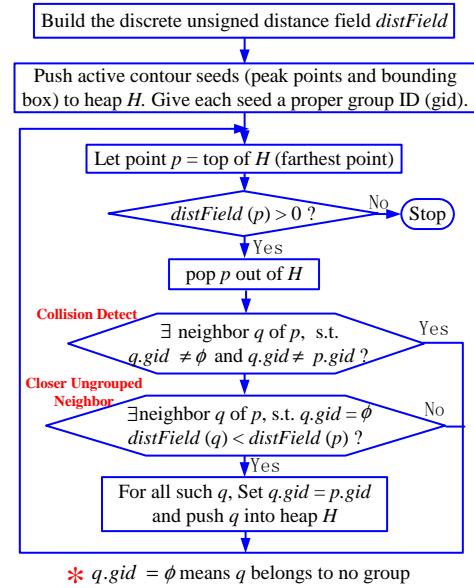 Build the discrete unsigned distance field distField
Push active contour seeds (peak points and bounding
box) to heap H. Give each seed a proper group ID (gid).
Let point p = top of H (farthest point)
distField (p) > 0 ?
No
Stop
Yes
pop p out of H
Collision Detect
∃ neighbor q of p, s.t.
q.gid ≠ ϕ and q.gid ≠ p.gid ?
Yes
Closer Ungrouped
Neighbor
∃neighbor q of p, s.t. q.gid = ϕ
distField (q) < distField (p) ?
No
Yes
For all such q, Set q.gid = p.gid
and push q into heap H
* q.gid = ϕ means q belongs to no group